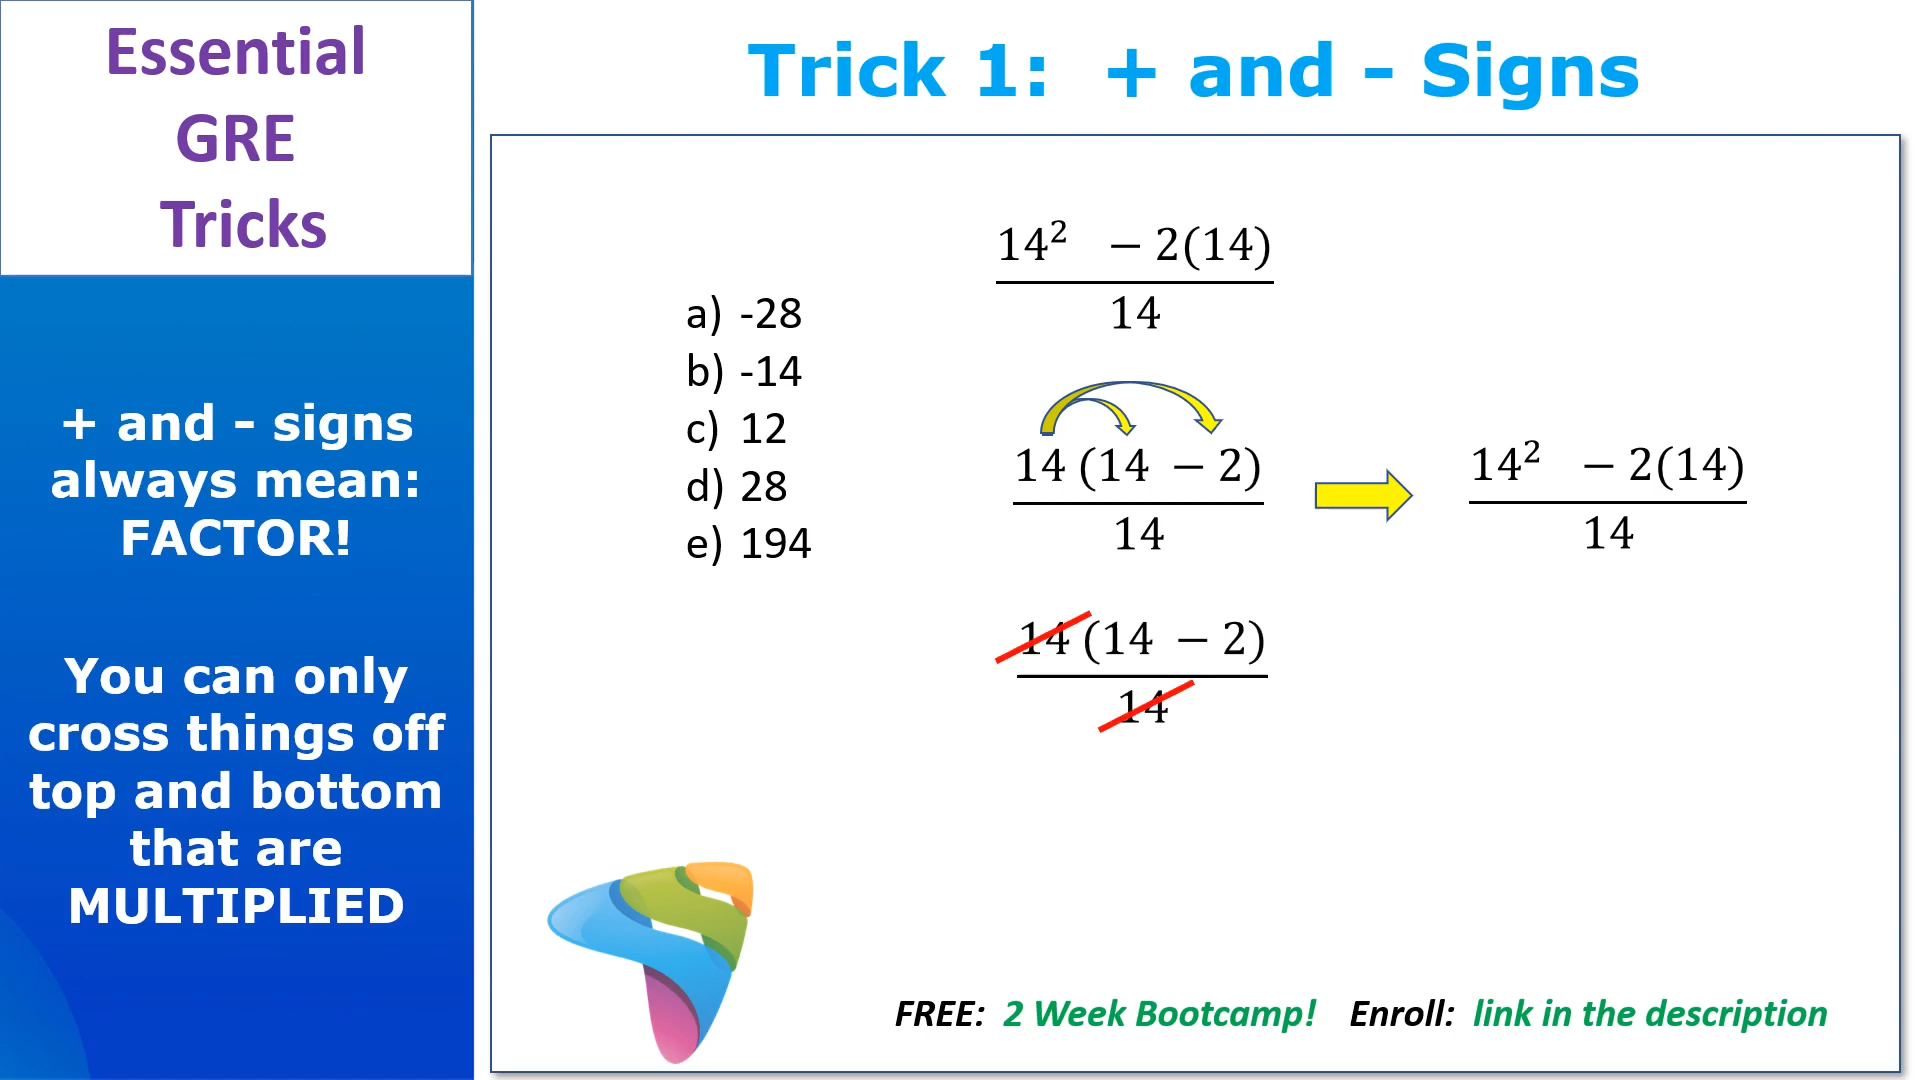 Essential
GRE
Tricks
+ and - signs
always mean:
FACTOR!
You can only
cross things off
top and bottom
that are
MULTIPLIED
Trick 1: + and - Signs
14² − 2(14)
14
a) -28
b) -14
c) 12
d) 28
e) 194
14 (14 − 2)
14
14² − 2(14)
14
14 (14 − 2)
14
FREE: 2 Week Bootcamp! Enroll: link in the description